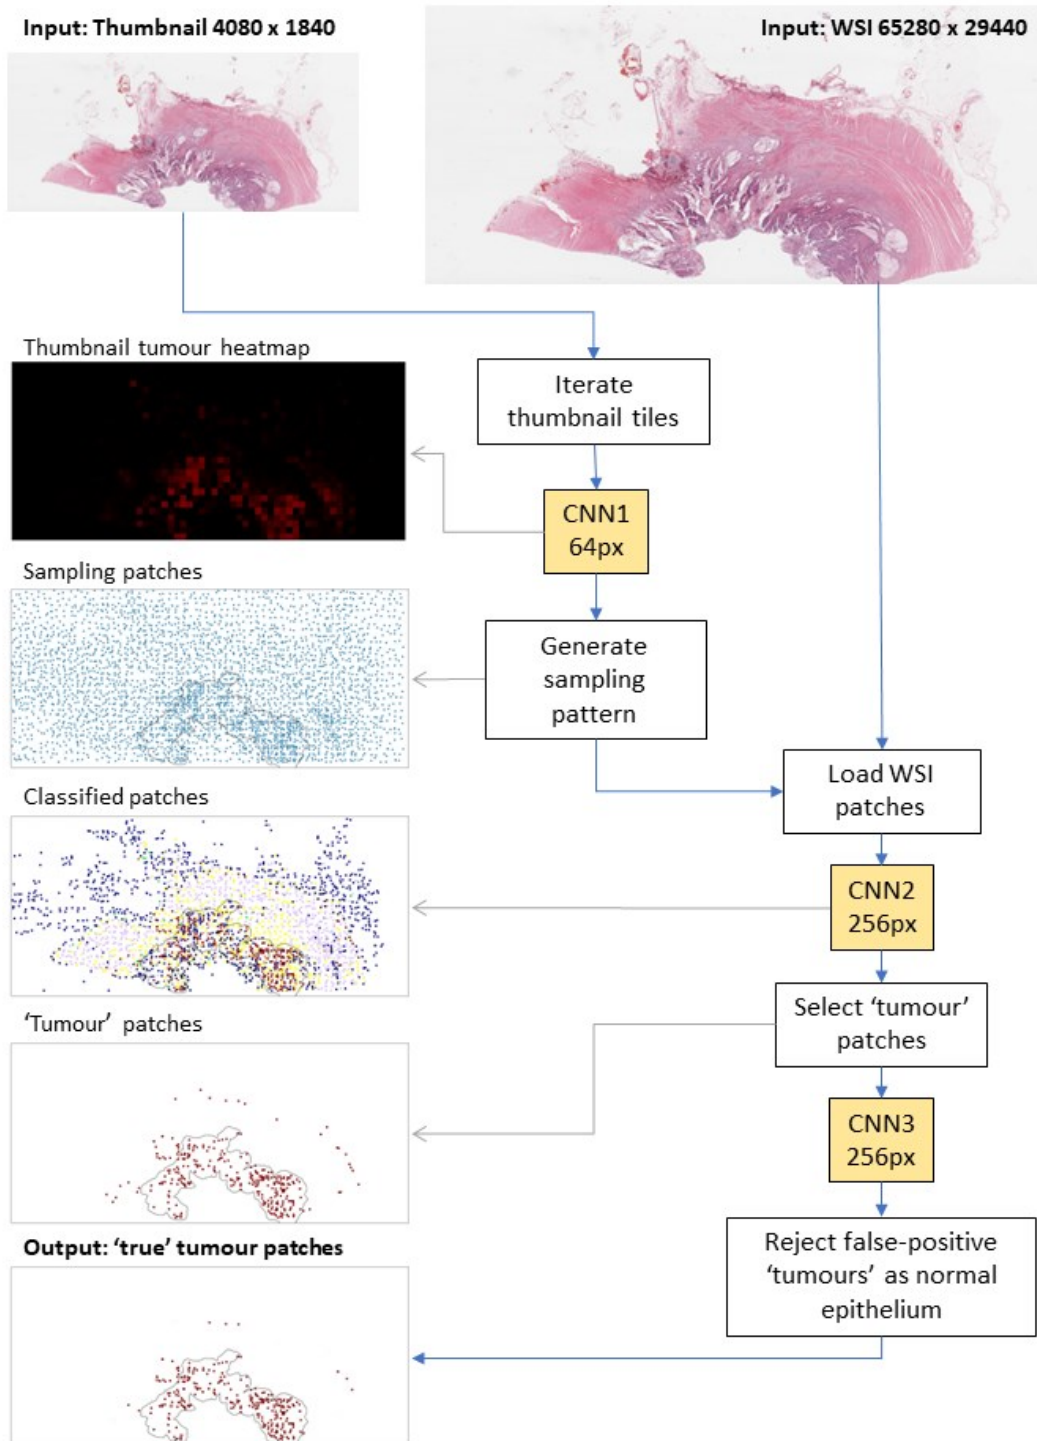 Input: Thumbnail 4080 x 1840
Input: WSI 65280 x 29440
Thumbnail tumour heatmap
Iterate
thumbnail tiles
CNN1
64px
Sampling patches
Generate
sampling
pattern
Load WSI
patches
Classified patches
CNN2
256px
Select ‘tumour’
patches
‘Tumour’ patches
CNN3
256px
Reject false-positive
‘tumours’ as normal
epithelium
Output: ‘true’ tumour patches